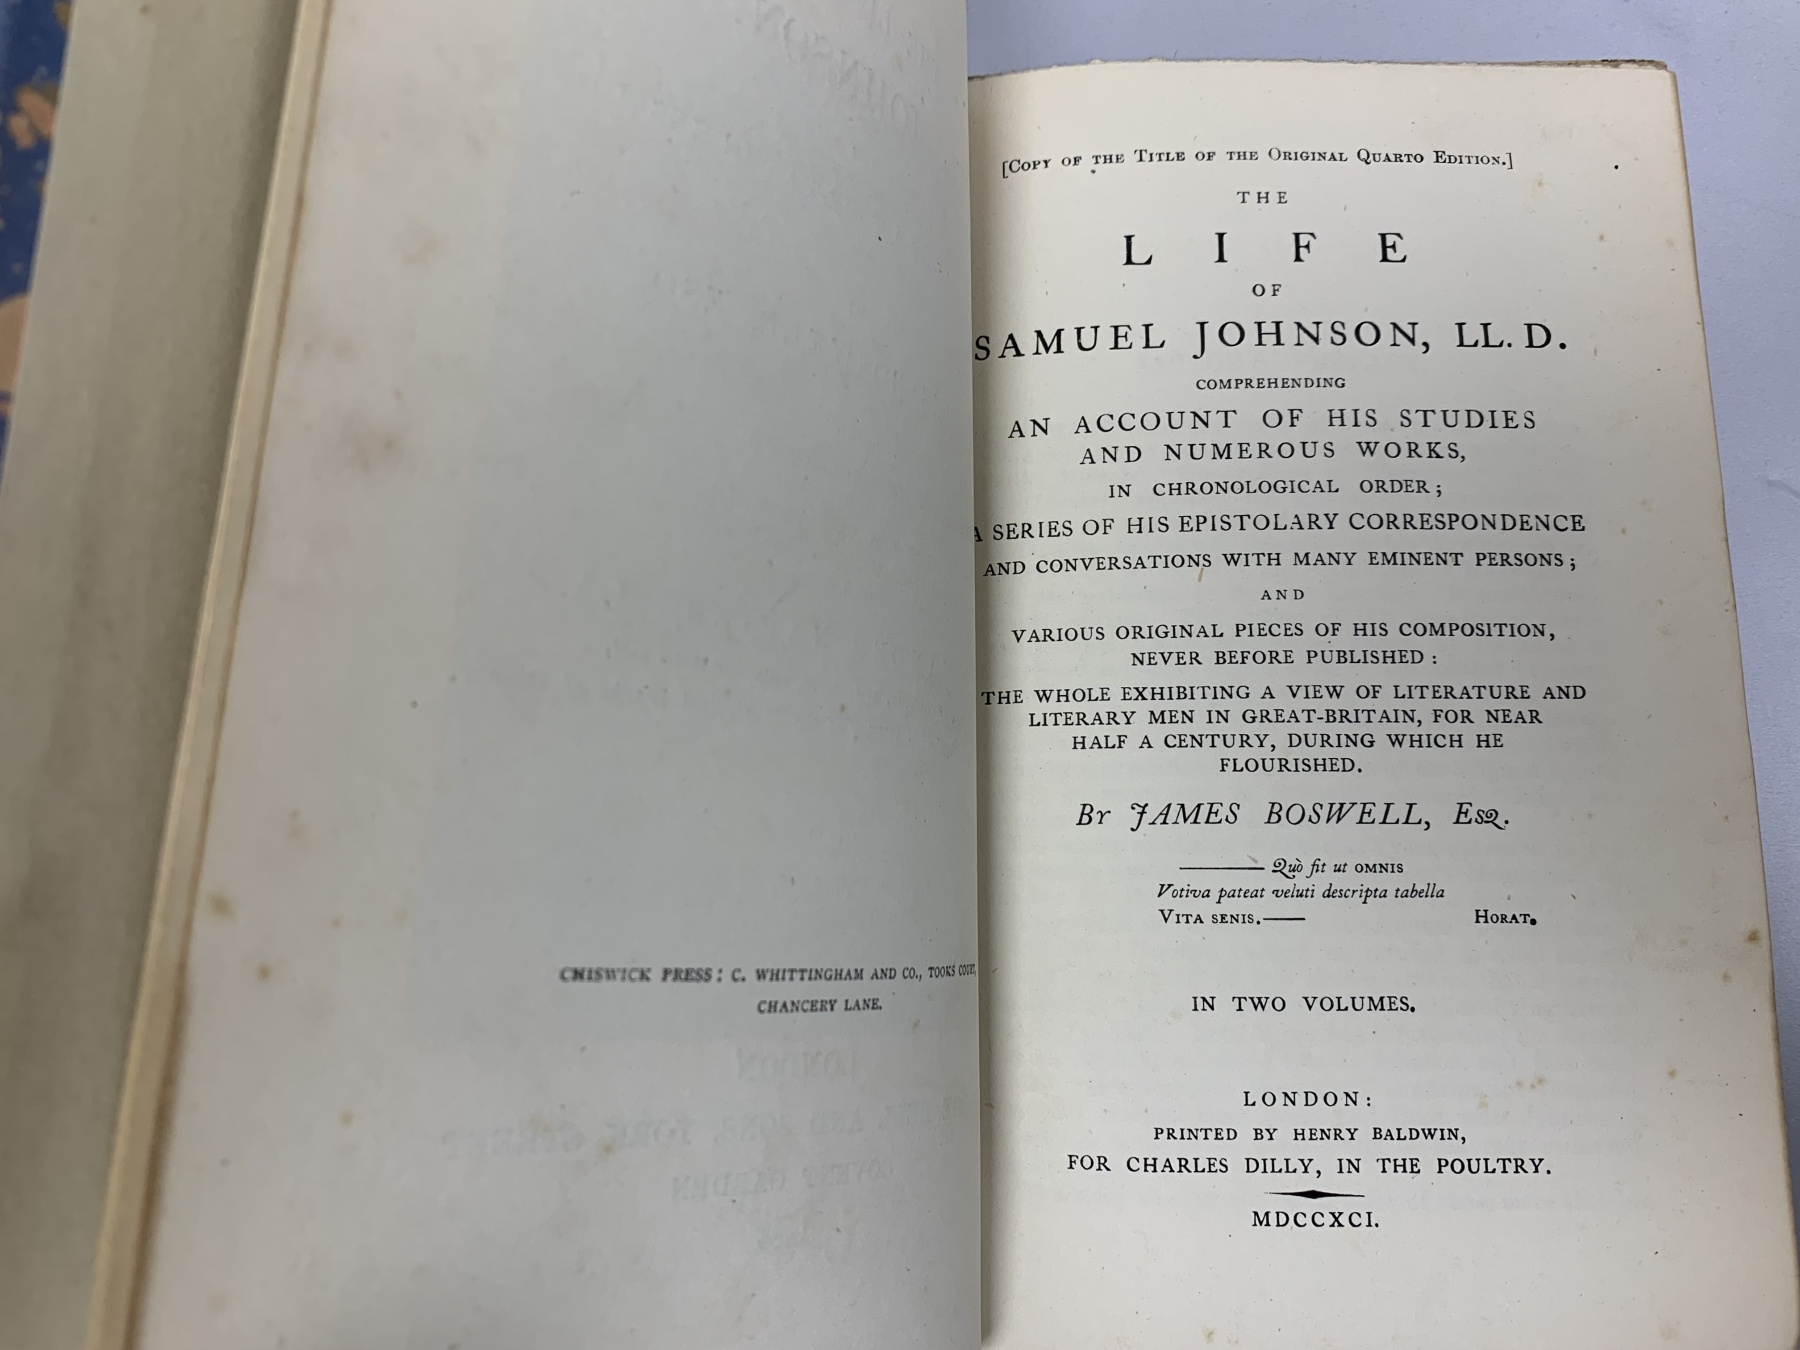 CHISWICK PRESS: C. WHITTINGHAM AND CO., TOOKS COURT,
CHANCERY LANE.
[COPY OF THE TITLE OF THE ORIGINAL QUARTO EDITION.]
THE
LIFE
OF
SAMUEL JOHNSON, LL. D.
COMPREHENDING
AN ACCOUNT OF HIS STUDIES
AND NUMEROUS WORKS,
IN CHRONOLOGICAL ORDER;
A SERIES OF HIS EPISTOLARY CORRESPONDENCE
AND CONVERSATIONS WITH MANY EMINENT PERSONS;
AND
VARIOUS ORIGINAL PIECES OF HIS COMPOSITION,
NEVER BEFORE PUBLISHED:
THE WHOLE EXHIBITING A VIEW OF LITERATURE AND
LITERARY MEN IN GREAT-BRITAIN, FOR NEAR
HALF A CENTURY, DURING WHICH HE
FLOURISHED.
BY JAMES BOSWELL, ESQ.
——— Quò fit ut OMNIS
Votiva pateat veluti descripta tabella
VITA SENIS.—— HORAT.
IN TWO VOLUMES.
LONDON:
PRINTED BY HENRY BALDWIN,
FOR CHARLES DILLY, IN THE POULTRY.
MDCCXCI.